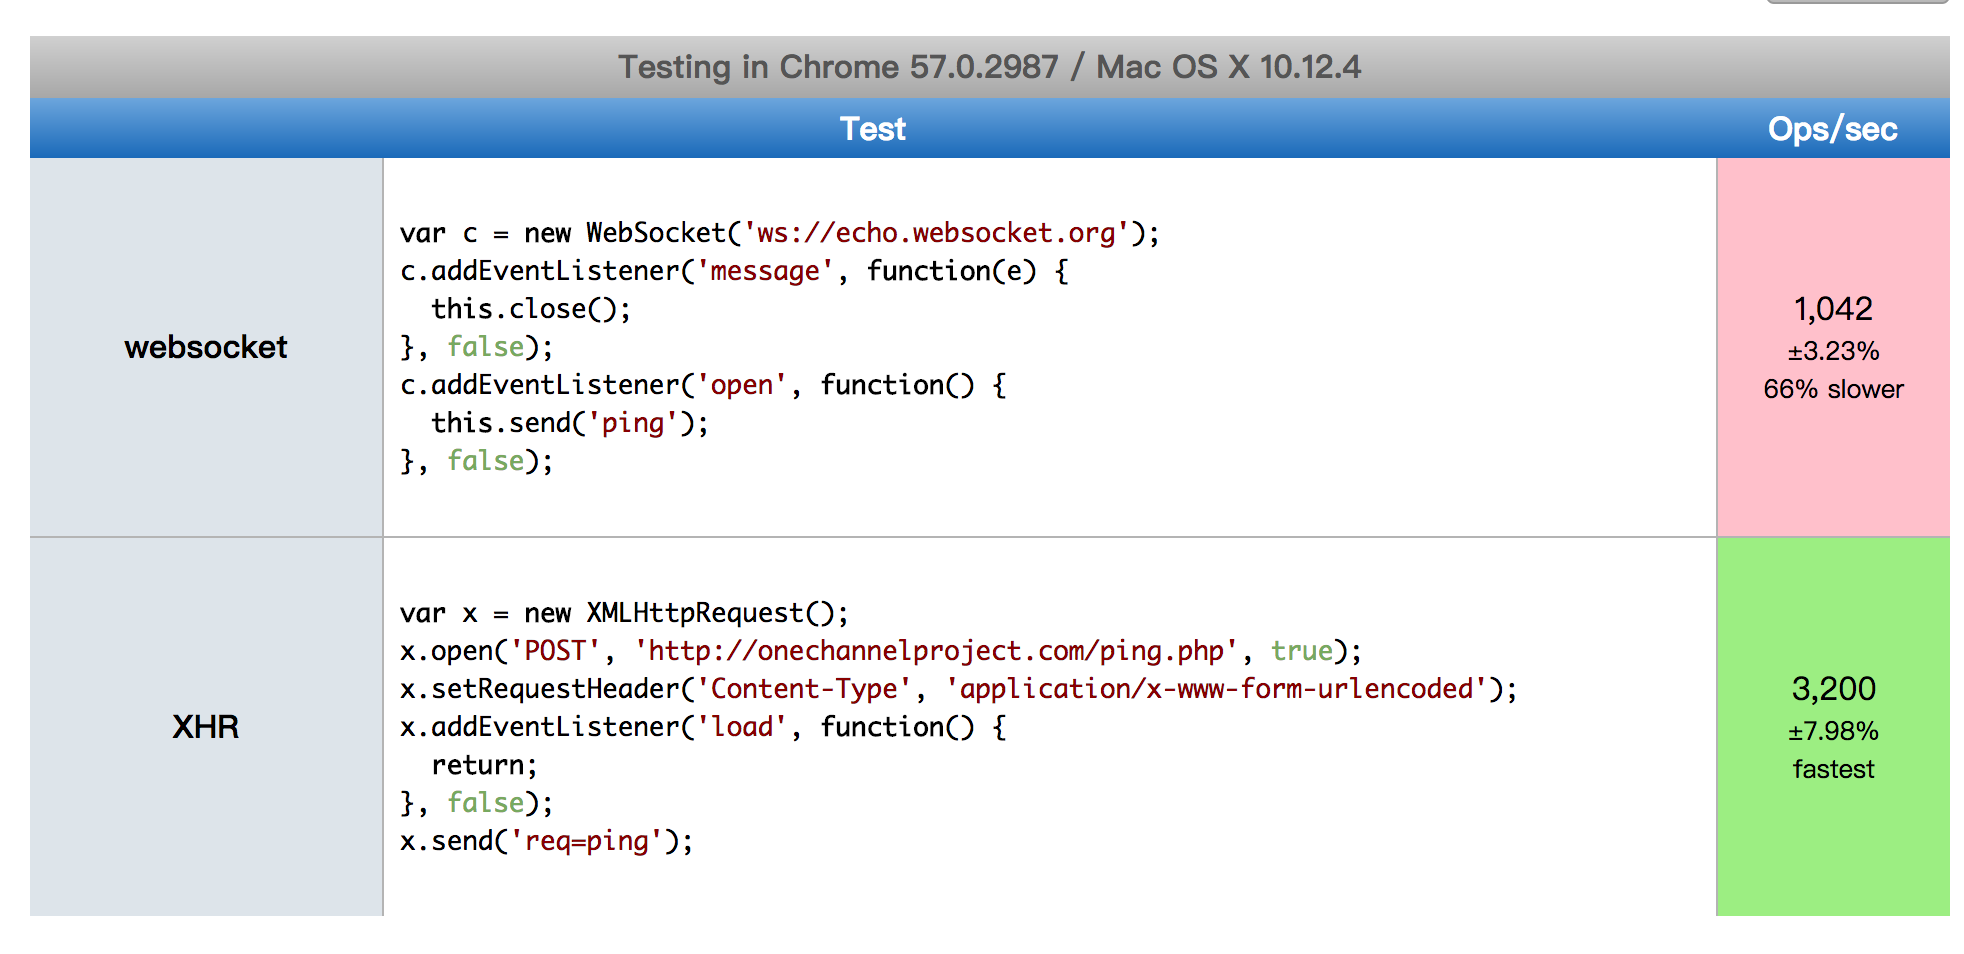 Testing in Chrome 57.0.2987 / Mac OS X 10.12.4
Test Ops/sec
websocket
var c = new WebSocket('ws://echo.websocket.org');
c.addEventListener('message', function(e) {
  this.close();
}, false);
c.addEventListener('open', function() {
  this.send('ping');
}, false);
1,042
±3.23%
66% slower
XHR
var x = new XMLHttpRequest();
x.open('POST', 'http://onechannelproject.com/ping.php', true);
x.setRequestHeader('Content-Type', 'application/x-www-form-urlencoded');
x.addEventListener('load', function() {
  return;
}, false);
x.send('req=ping');
3,200
±7.98%
fastest